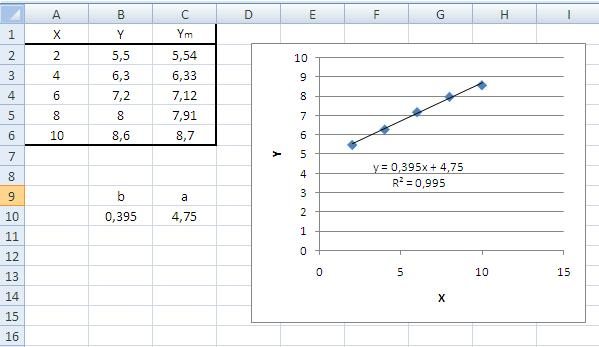 A B C D E F G H I
1 X Y Ym
2 2 5,5 5,54
3 4 6,3 6,33
4 6 7,2 7,12
5 8 8 7,91
6 10 8,6 8,7
7
8
9 b a
10 0,395 4,75
11
12
13
14
15
16
10
9
8
7
6
5
4
3
2
1
0
Y
y = 0,395x + 4,75
R² = 0,995
0 5 10 15
X